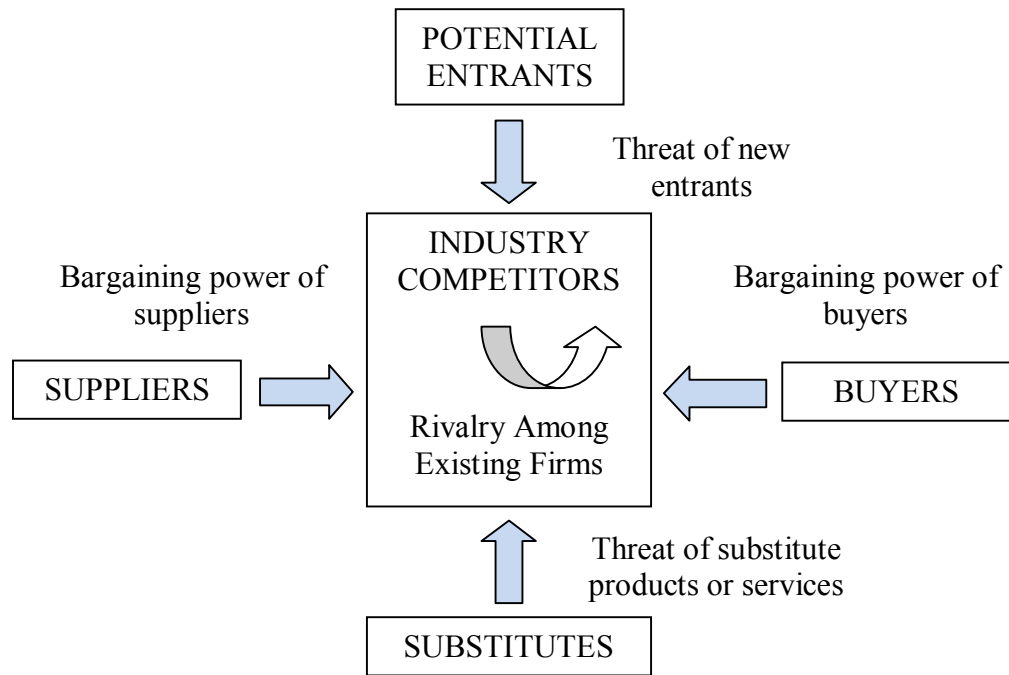 POTENTIAL
ENTRANTS
Threat of new
entrants
INDUSTRY
COMPETITORS
Bargaining power of
suppliers
Bargaining power of
buyers
SUPPLIERS
BUYERS
Rivalry Among
Existing Firms
Threat of substitute
products or services
SUBSTITUTES